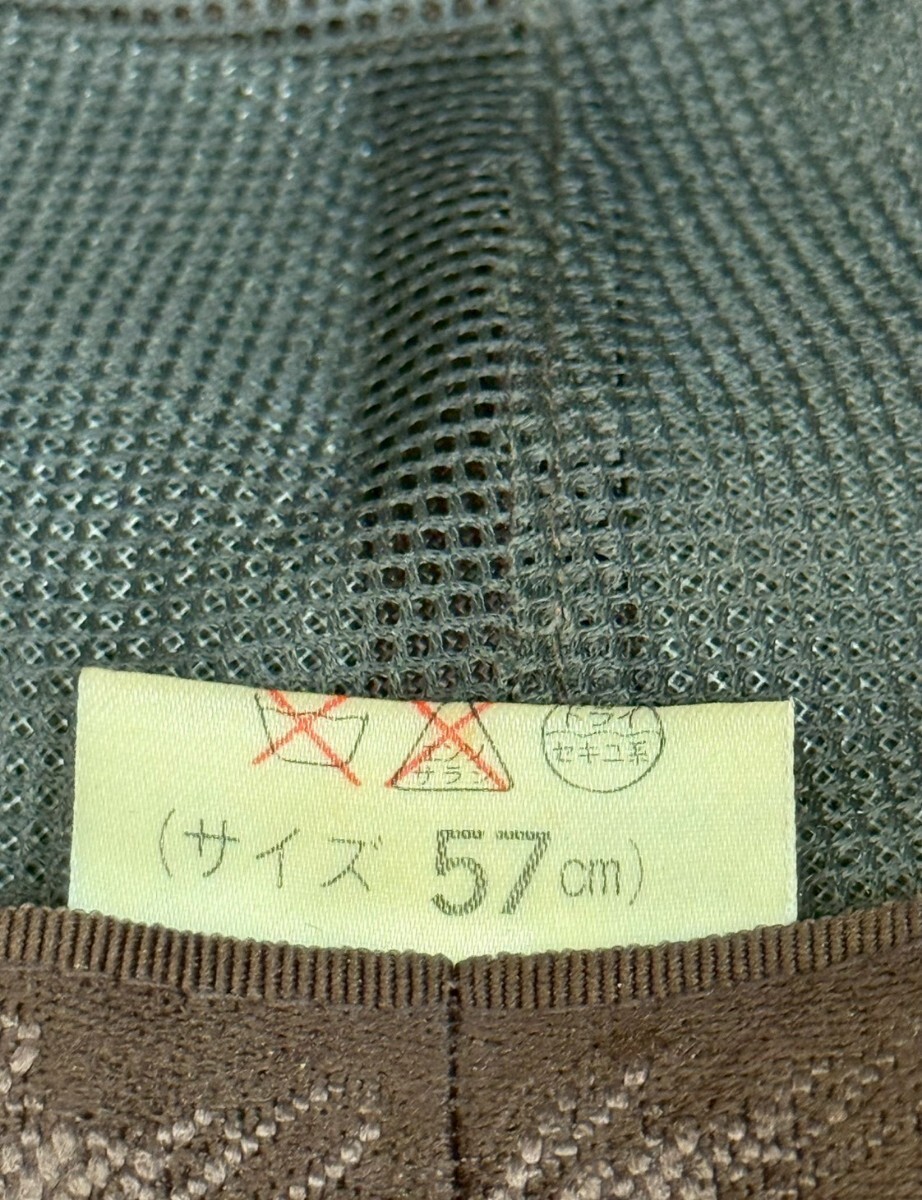 エンソ
サラシ
ドライ
セキユ系
(サイズ 57cm)